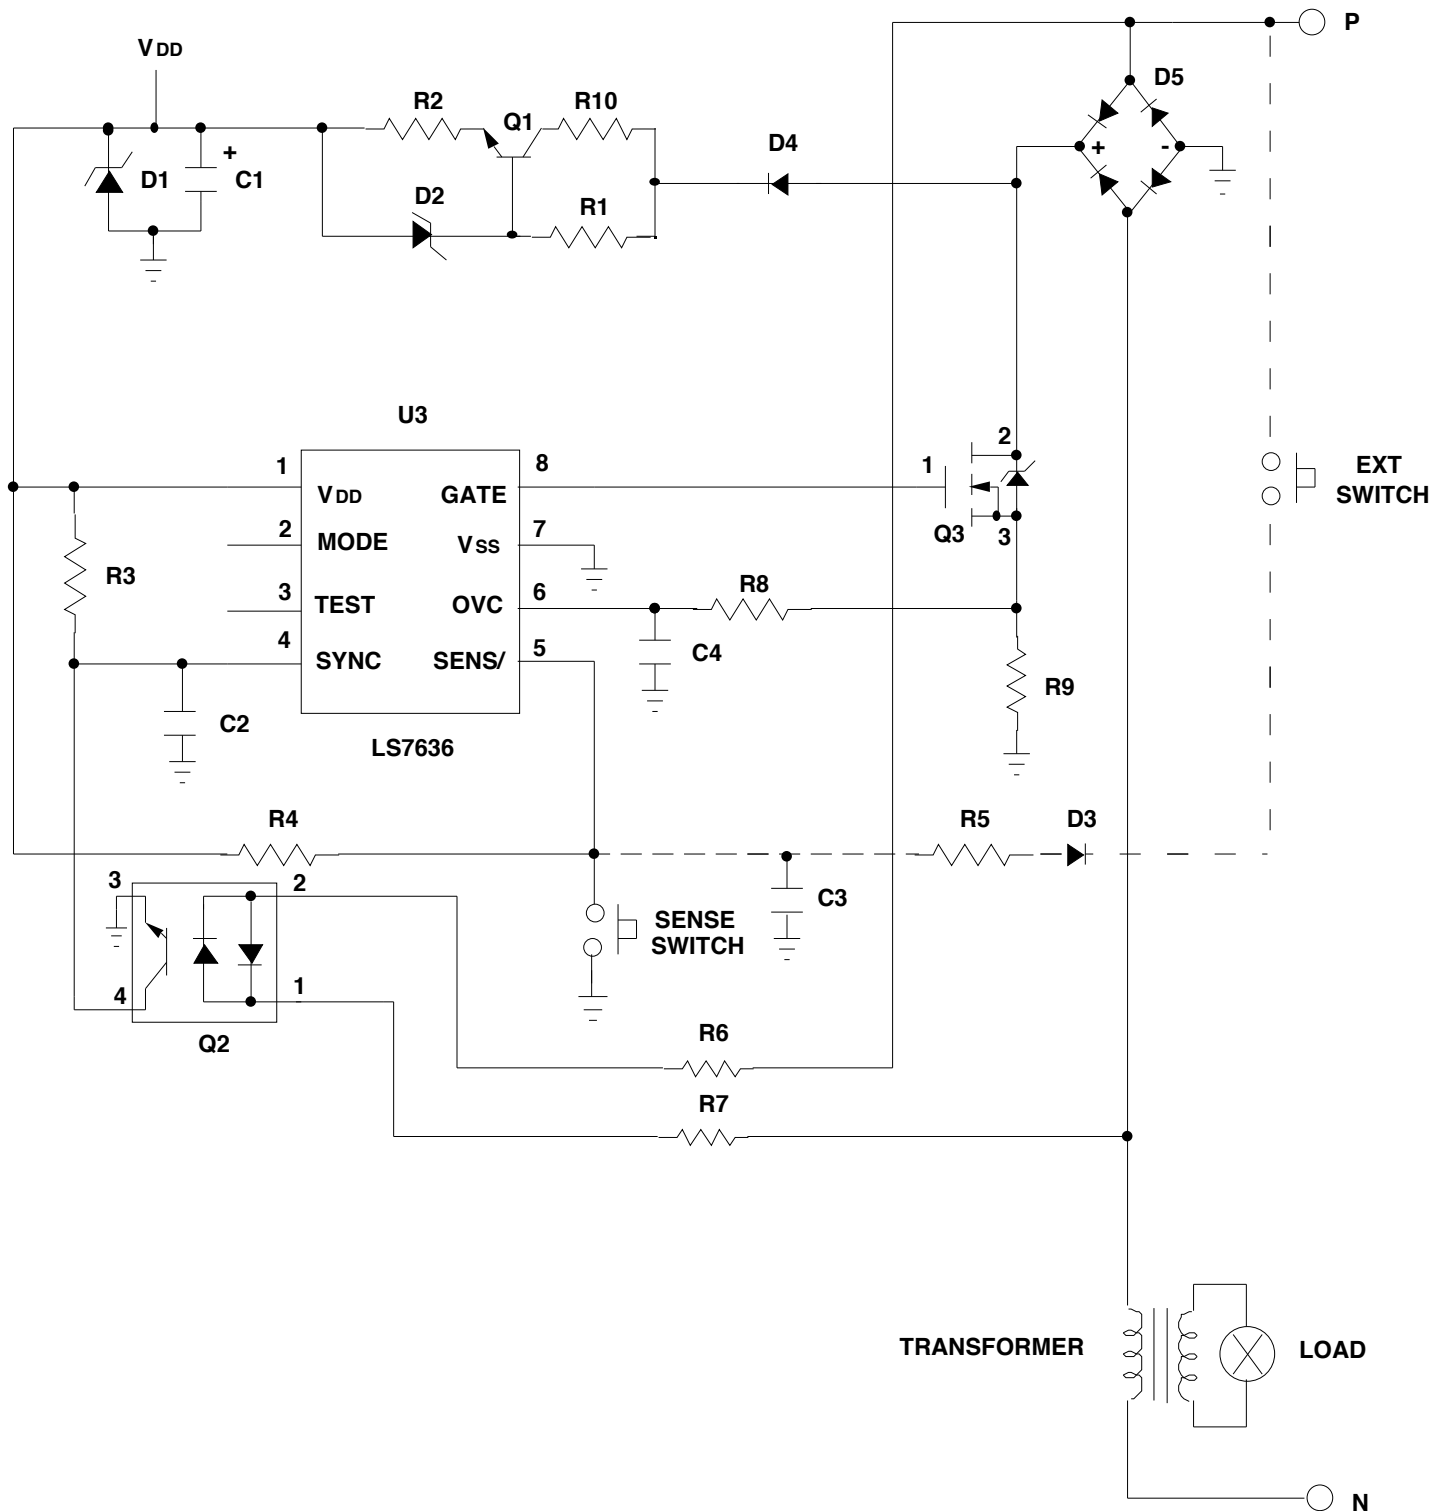 P
VDD
D5
R2
R10
Q1
+
D1
C1
D4
+
-
D2
R1
U3
1
8
2
1
EXT
SWITCH
VDD
GATE
2
7
MODE
VSS
Q3
3
R3
3
6
R8
TEST
OVC
4
5
C4
SYNC
SENS/
R9
C2
LS7636
R4
R5
D3
3
2
C3
SENSE
SWITCH
4
1
Q2
R6
R7
TRANSFORMER
LOAD
N